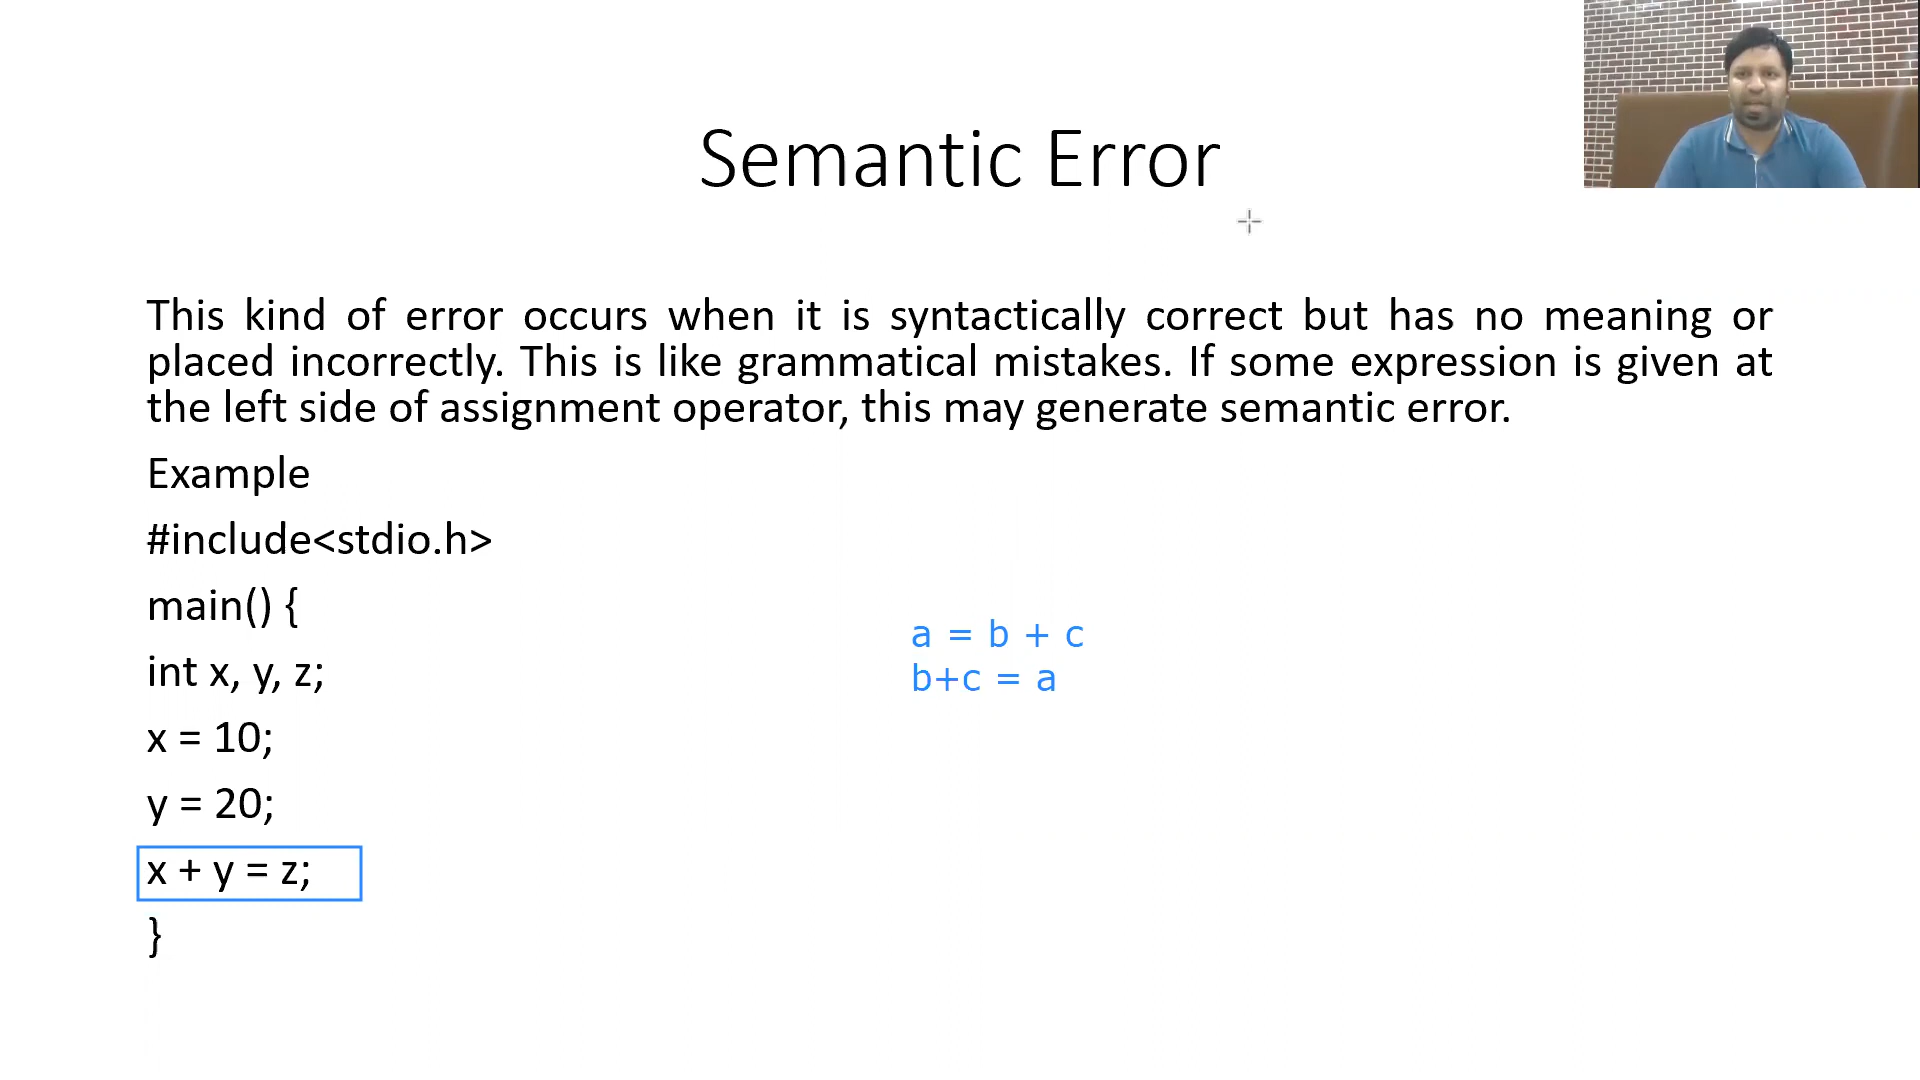 Semantic Error
This kind of error occurs when it is syntactically correct but has no meaning or
placed incorrectly. This is like grammatical mistakes. If some expression is given at
the left side of assignment operator, this may generate semantic error.
Example
#include<stdio.h>
main() {
int x, y, z;
x = 10;
y = 20;
x + y = z;
}
a = b + c
b+c = a